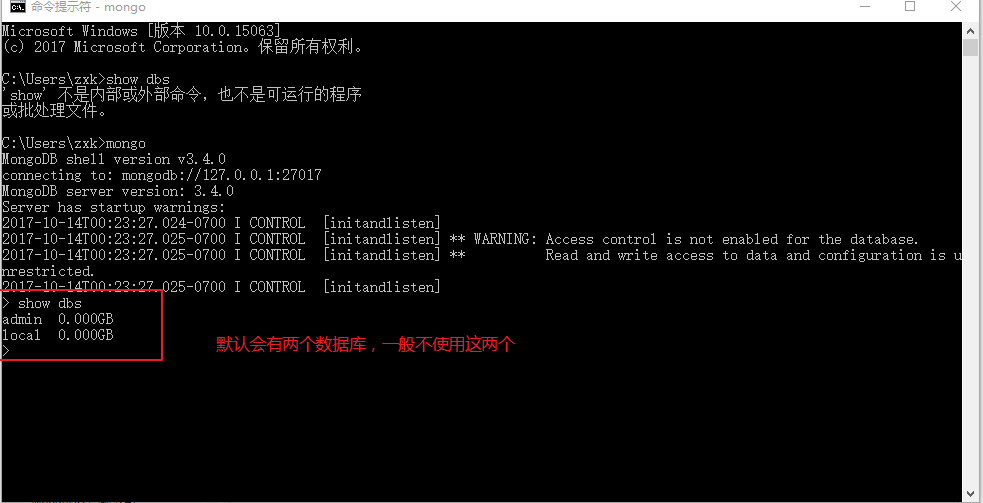 命令提示符 - mongo
Microsoft Windows [版本 10.0.15063]
(c) 2017 Microsoft Corporation。保留所有权利。
C:\Users\zxk>show dbs
'show' 不是内部或外部命令，也不是可运行的程序
或批处理文件。
C:\Users\zxk>mongo
MongoDB shell version v3.4.0
connecting to: mongodb://127.0.0.1:27017
MongoDB server version: 3.4.0
Server has startup warnings:
2017-10-14T00:23:27.024-0700 I CONTROL  [initandlisten]
2017-10-14T00:23:27.025-0700 I CONTROL  [initandlisten] ** WARNING: Access control is not enabled for the database.
2017-10-14T00:23:27.025-0700 I CONTROL  [initandlisten] **          Read and write access to data and configuration is u
nrestricted.
2017-10-14T00:23:27.025-0700 I CONTROL  [initandlisten]
> show dbs
admin  0.000GB
local  0.000GB
>
默认会有两个数据库，一般不使用这两个